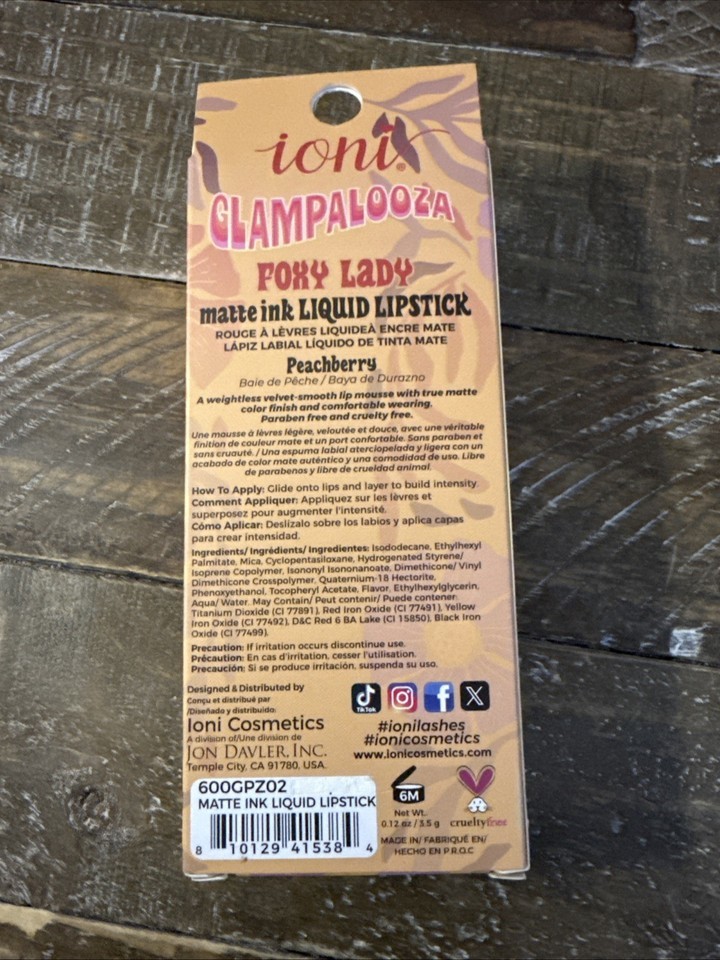 ioni®
GLAMPALOOZA
FOXY LADY
matte ink LIQUID LIPSTICK
ROUGE À LÈVRES LIQUIDEÀ ENCRE MATE
LÁPIZ LABIAL LÍQUIDO DE TINTA MATE
Peachberry
Baie de Pêche / Baya de Durazno
A weightless velvet-smooth lip mousse with true matte
color finish and comfortable wearing.
Paraben free and cruelty free.
Une mousse à lèvres légère, veloutée et douce, avec une véritable
finition de couleur mate et un port confortable. Sans paraben et
sans cruauté. / Una espuma labial aterciopelada y ligera con un
acabado de color mate auténtico y una comodidad de uso. Libre
de parabenos y libre de crueldad animal.
How To Apply: Glide onto lips and layer to build intensity.
Comment Appliquer: Appliquez sur les lèvres et
superposez pour augmenter l'intensité.
Cómo Aplicar: Deslízalo sobre los labios y aplica capas
para crear intensidad.
Ingredients/ Ingrédients/ Ingredientes: Isododecane, Ethylhexyl
Palmitate, Mica, Cyclopentasiloxane, Hydrogenated Styrene/
Isoprene Copolymer, Isononyl Isononanoate, Dimethicone/ Vinyl
Dimethicone Crosspolymer, Quaternium-18 Hectorite,
Phenoxyethanol, Tocopheryl Acetate, Flavor, Ethylhexylglycerin,
Aqua/ Water. May Contain/ Peut contenir/ Puede contener:
Titanium Dioxide (CI 77891), Red Iron Oxide (CI 77491), Yellow
Iron Oxide (CI 77492), D&C Red 6 BA Lake (CI 15850), Black Iron
Oxide (CI 77499).
Precaution: If irritation occurs discontinue use.
Précaution: En cas d'irritation, cesser l'utilisation.
Precaución: Si se produce irritación, suspenda su uso.
Designed & Distributed by
Conçu et distribué par
/Diseñado y distribuido:
Ioni Cosmetics
A division of/Une division de
JON DAVLER, INC.
Temple City, CA 91780, USA.
TikTok
#ionilashes
#ionicosmetics
www.ionicosmetics.com
600GPZ02
MATTE INK LIQUID LIPSTICK
8 10129 41538 4
6M
Net Wt.
0.12 oz / 3.5 g
crueltyfree
MADE IN/ FABRIQUÉ EN/
HECHO EN P.R.O.C